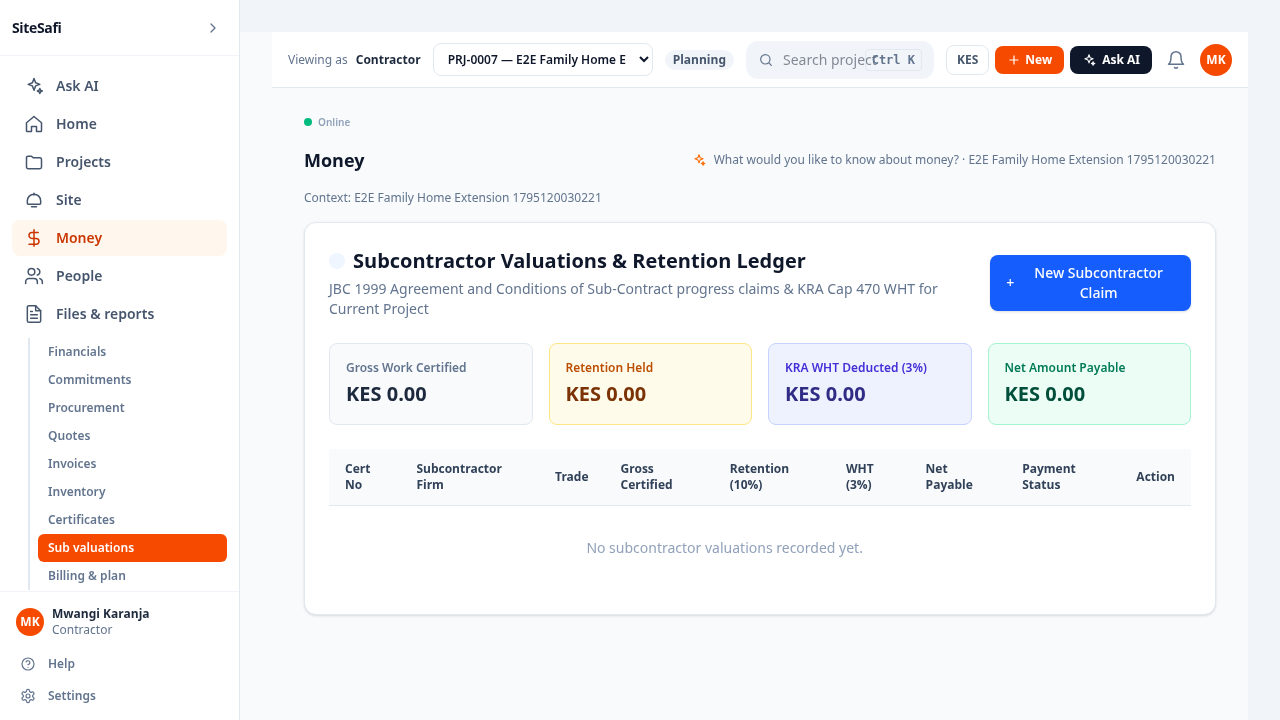 SiteSafi
Ask AI
Home
Projects
Site
Money
People
Files & reports
Financials
Commitments
Procurement
Quotes
Invoices
Inventory
Certificates
Sub valuations
Billing & plan
MK
Mwangi Karanja
Contractor
Help
Settings
Viewing as Contractor
PRJ-0007 — E2E Family Home E
Planning
Search project
Ctrl K
KES
+ New
Ask AI
MK
Online
Money
What would you like to know about money? · E2E Family Home Extension 1795120030221
Context: E2E Family Home Extension 1795120030221
Subcontractor Valuations & Retention Ledger
JBC 1999 Agreement and Conditions of Sub-Contract progress claims & KRA Cap 470 WHT for
Current Project
+ New Subcontractor
Claim
Gross Work Certified
KES 0.00
Retention Held
KES 0.00
KRA WHT Deducted (3%)
KES 0.00
Net Amount Payable
KES 0.00
Cert
No
Subcontractor
Firm
Trade
Gross
Certified
Retention
(10%)
WHT
(3%)
Net
Payable
Payment
Status
Action
No subcontractor valuations recorded yet.